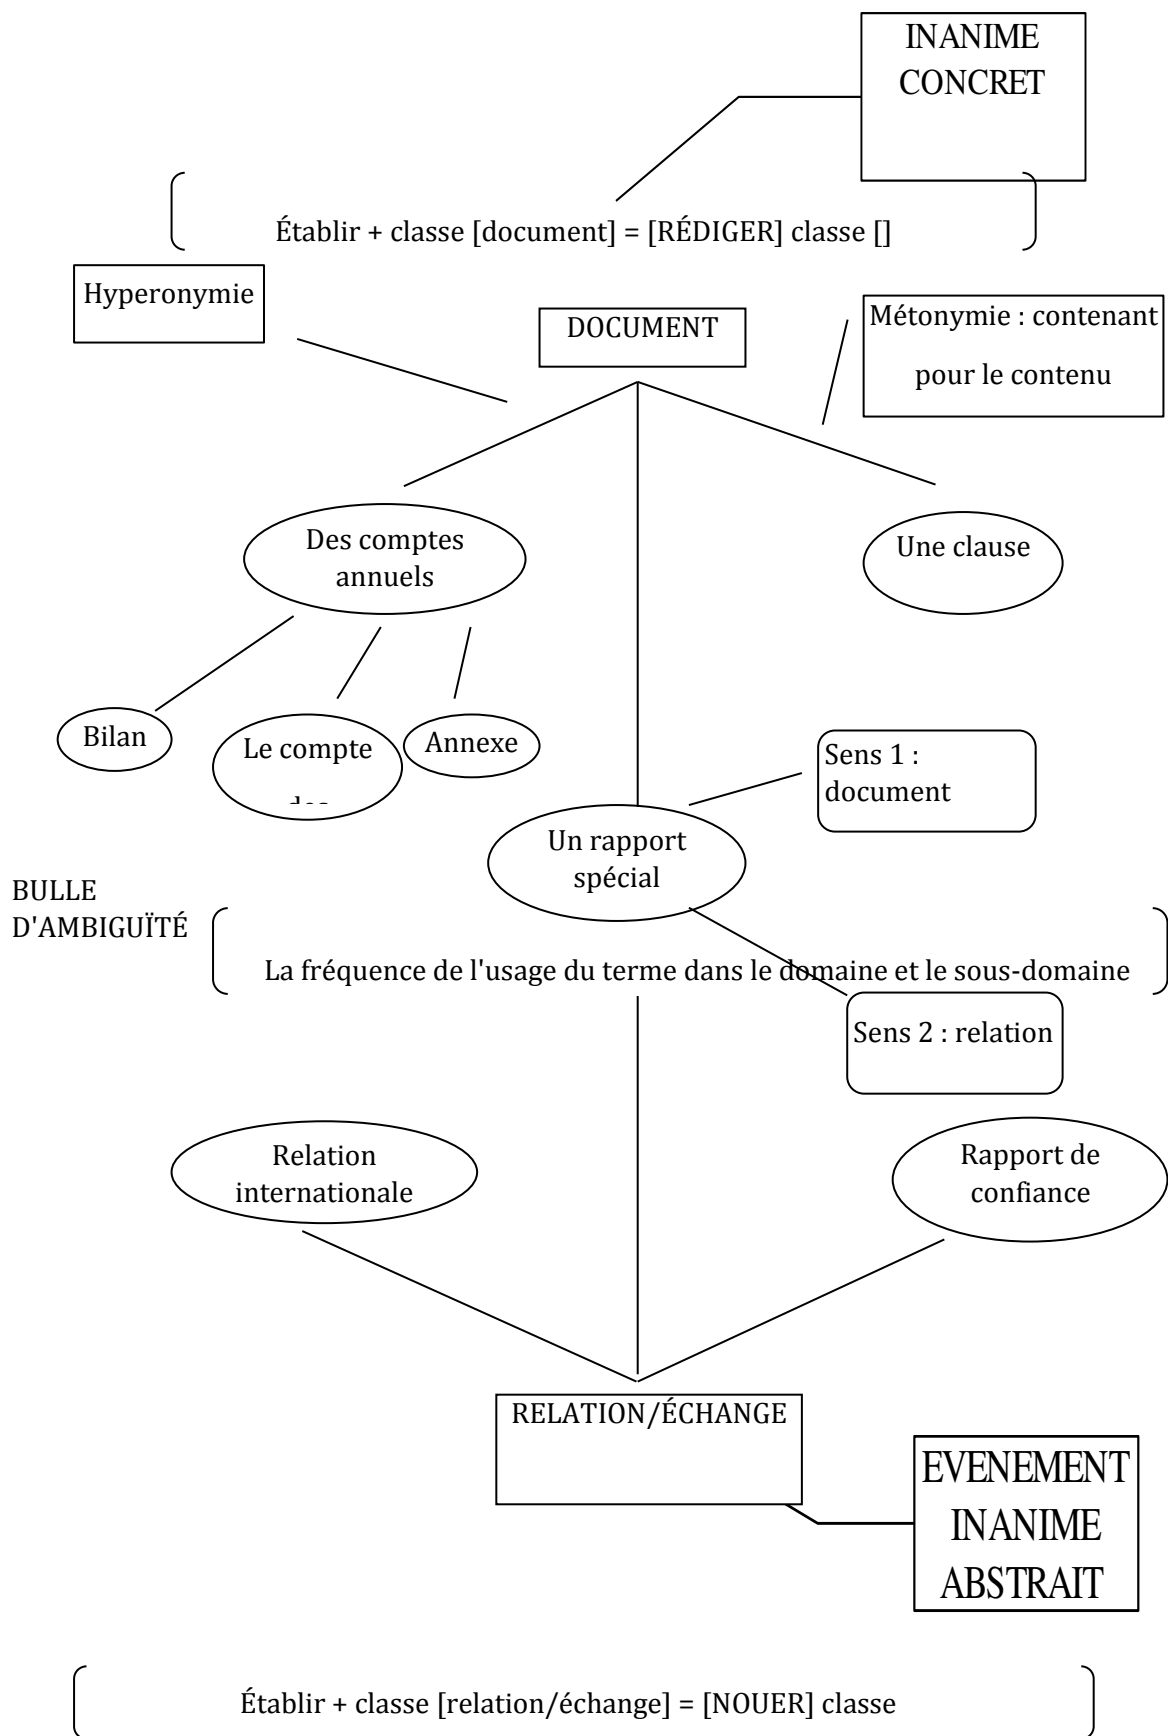 INANIME
CONCRET
Établir + classe [document] = [RÉDIGER] classe []
Hyperonymie
DOCUMENT
Métonymie : contenant
pour le contenu
Des comptes
annuels
Une clause
Bilan
Le compte
Annexe
Sens 1 :
document
Un rapport
spécial
BULLE
D'AMBIGUÏTÉ
La fréquence de l'usage du terme dans le domaine et le sous-domaine
Sens 2 : relation
Relation
internationale
Rapport de
confiance
RELATION/ÉCHANGE
EVENEMENT
INANIME
ABSTRAIT
Établir + classe [relation/échange] = [NOUER] classe